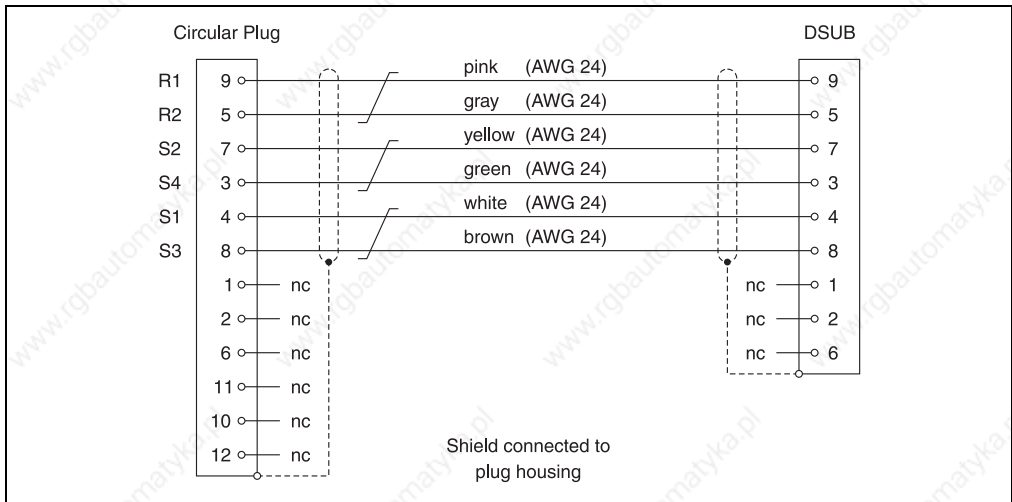 Circular Plug DSUB
R1 9 pink (AWG 24) 9
R2 5 gray (AWG 24) 5
S2 7 yellow (AWG 24) 7
S4 3 green (AWG 24) 3
S1 4 white (AWG 24) 4
S3 8 brown (AWG 24) 8
1 nc nc 1
2 nc nc 2
6 nc nc 6
11 nc
10 nc
12 nc
Shield connected to
plug housing
www.rgbautomatyka.pl